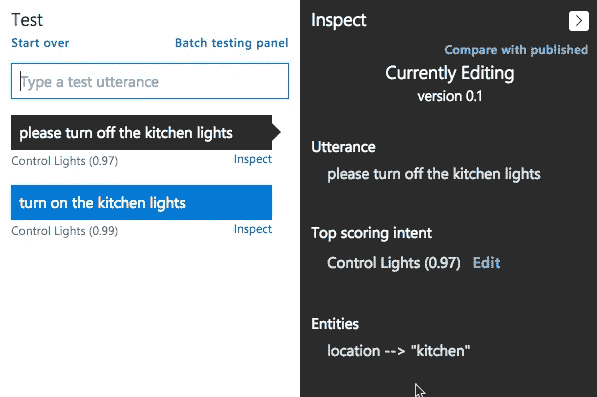 Test
Start over
Batch testing panel
Type a test utterance
please turn off the kitchen lights
Control Lights (0.97)
Inspect
turn on the kitchen lights
Control Lights (0.99)
Inspect
Inspect
Compare with published
Currently Editing
version 0.1
Utterance
please turn off the kitchen lights
Top scoring intent
Control Lights (0.97) Edit
Entities
location --> "kitchen"